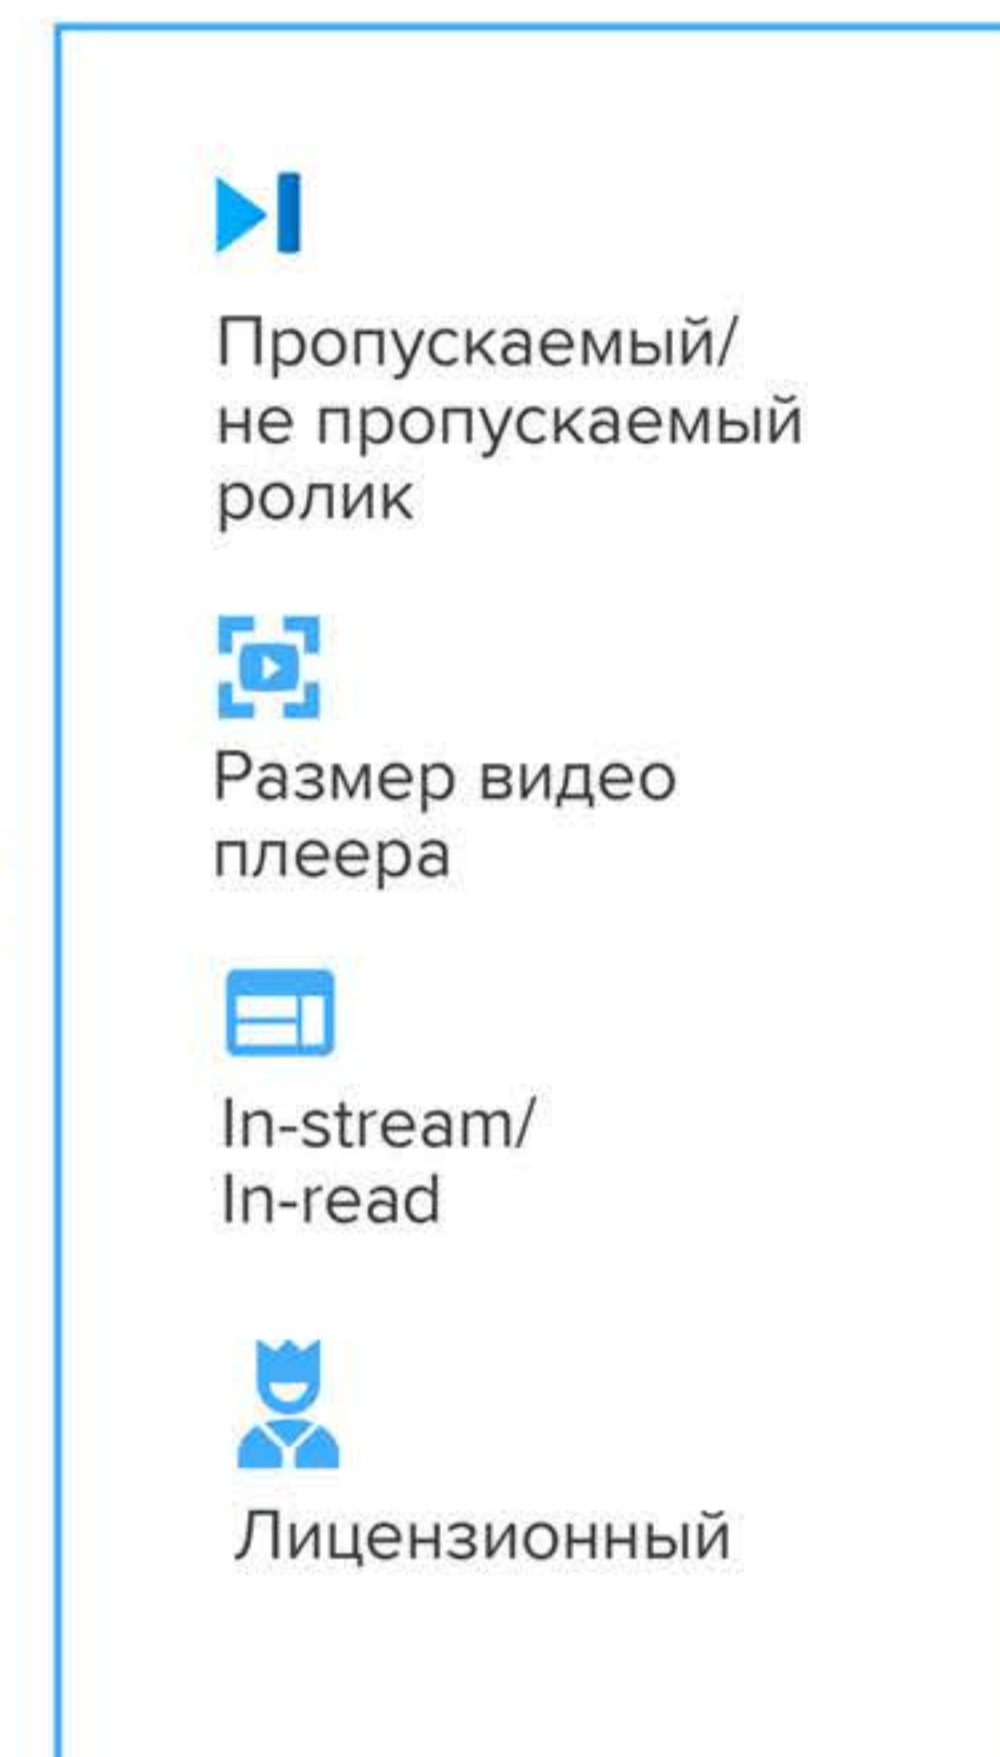 Пропускаемый/
не пропускаемый
ролик
Размер видео
плеера
In-stream/
In-read
Лицензионный